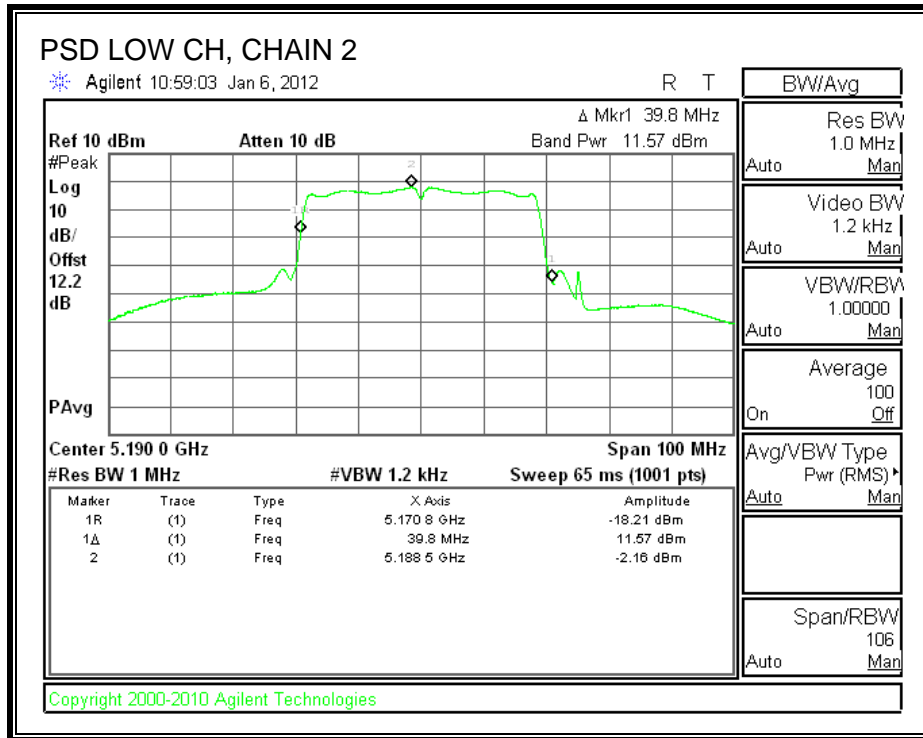 PSD LOW CH, CHAIN 2
Agilent 10:59:03 Jan 6, 2012 R T
BW/Avg
Δ Mkr1 39.8 MHz
Ref 10 dBm Atten 10 dB Band Pwr 11.57 dBm
#Peak
Log
10
dB/
Offst
12.2
dB
PAvg
2
1R
1
Center 5.190 0 GHz Span 100 MHz
#Res BW 1 MHz #VBW 1.2 kHz Sweep 65 ms (1001 pts)
Marker Trace Type X Axis Amplitude
1R (1) Freq 5.170 8 GHz -18.21 dBm
1Δ (1) Freq 39.8 MHz 11.57 dBm
2 (1) Freq 5.188 5 GHz -2.16 dBm
Res BW
1.0 MHz
Auto Man
Video BW
1.2 kHz
Auto Man
VBW/RBW
1.00000
Auto Man
Average
100
On Off
Avg/VBW Type
Pwr (RMS)
Auto Man
Span/RBW
106
Auto Man
Copyright 2000-2010 Agilent Technologies